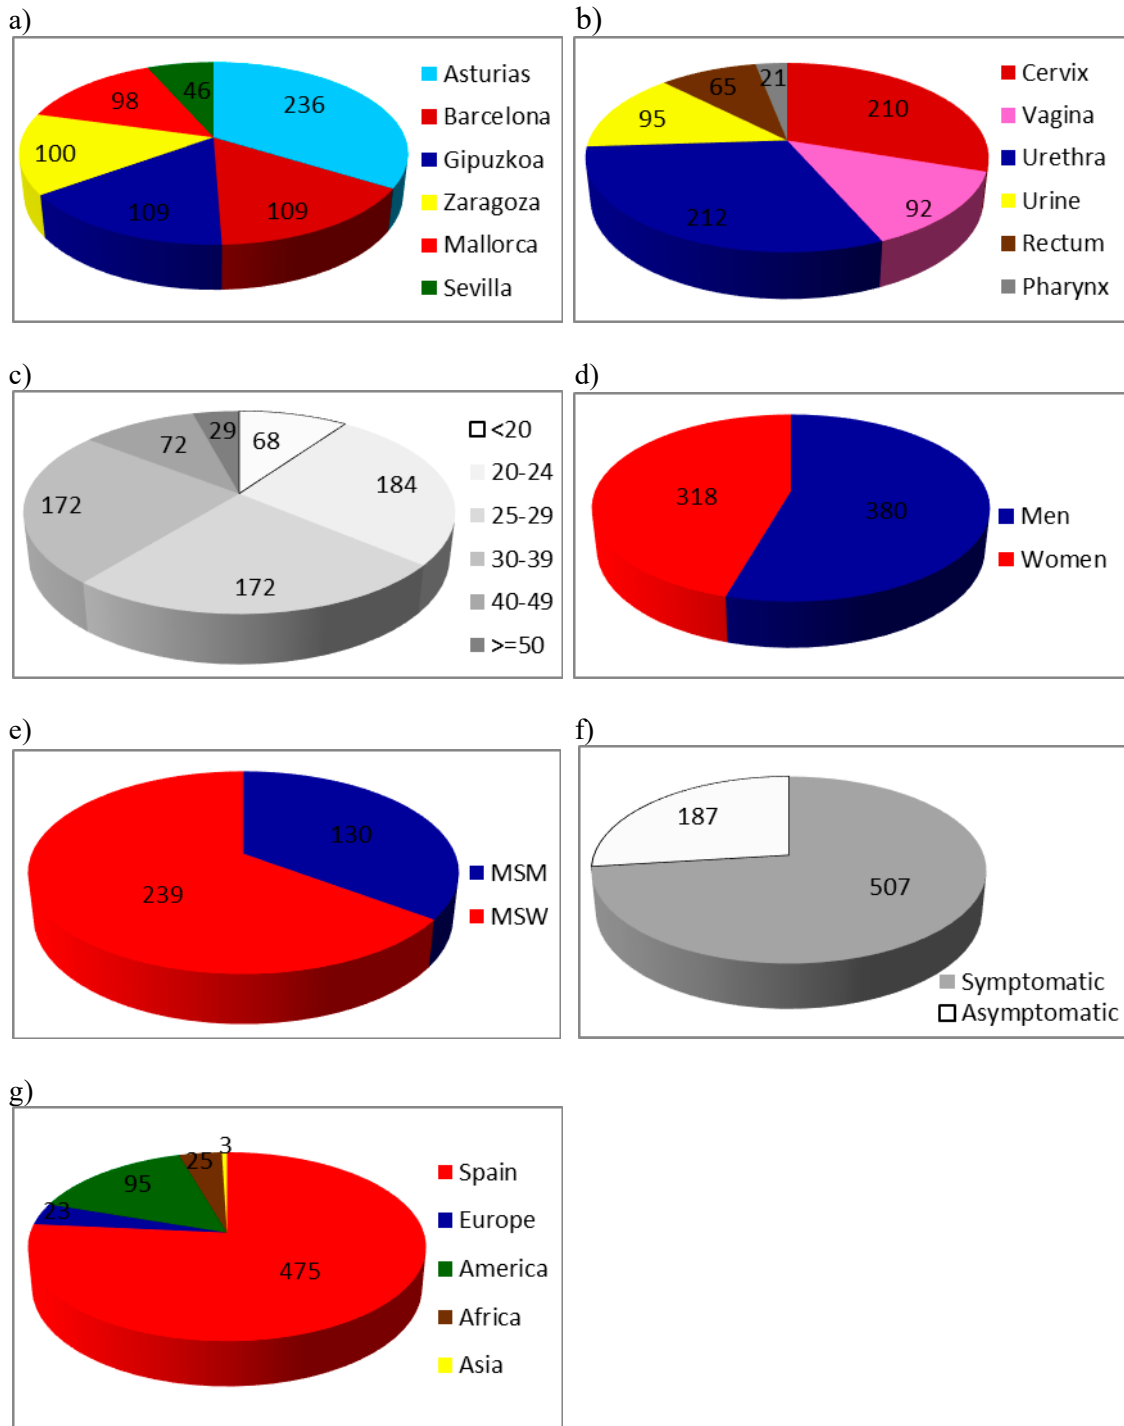 a)
46
98
236
100
109
109
Asturias
Barcelona
Gipuzkoa
Zaragoza
Mallorca
Sevilla
b)
21
65
210
95
92
212
Cervix
Vagina
Urethra
Urine
Rectum
Pharynx
c)
29
68
72
184
172
172
<20
20-24
25-29
30-39
40-49
>=50
d)
318
380
Men
Women
e)
130
239
MSM
MSW
f)
187
507
Symptomatic
Asymptomatic
g)
3
25
95
23
475
Spain
Europe
America
Africa
Asia